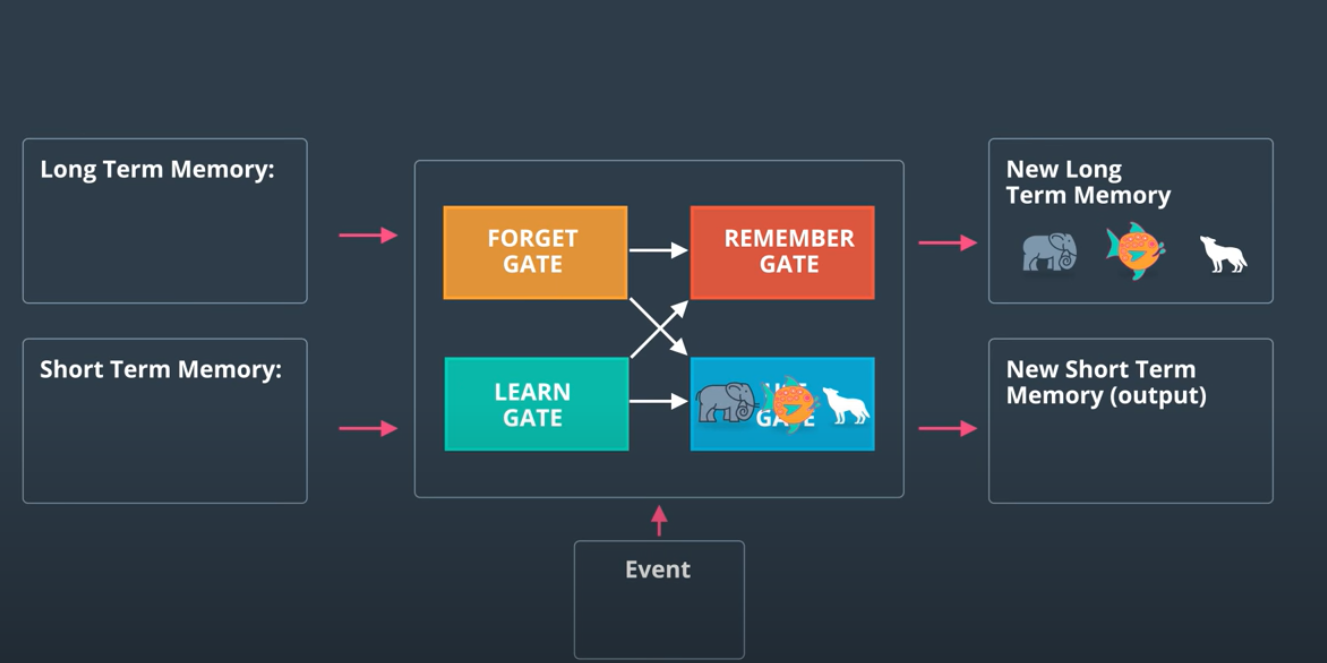 Long Term Memory:
Short Term Memory:
FORGET
GATE
REMEMBER
GATE
LEARN
GATE
New Long
Term Memory
New Short Term
Memory (output)
Event